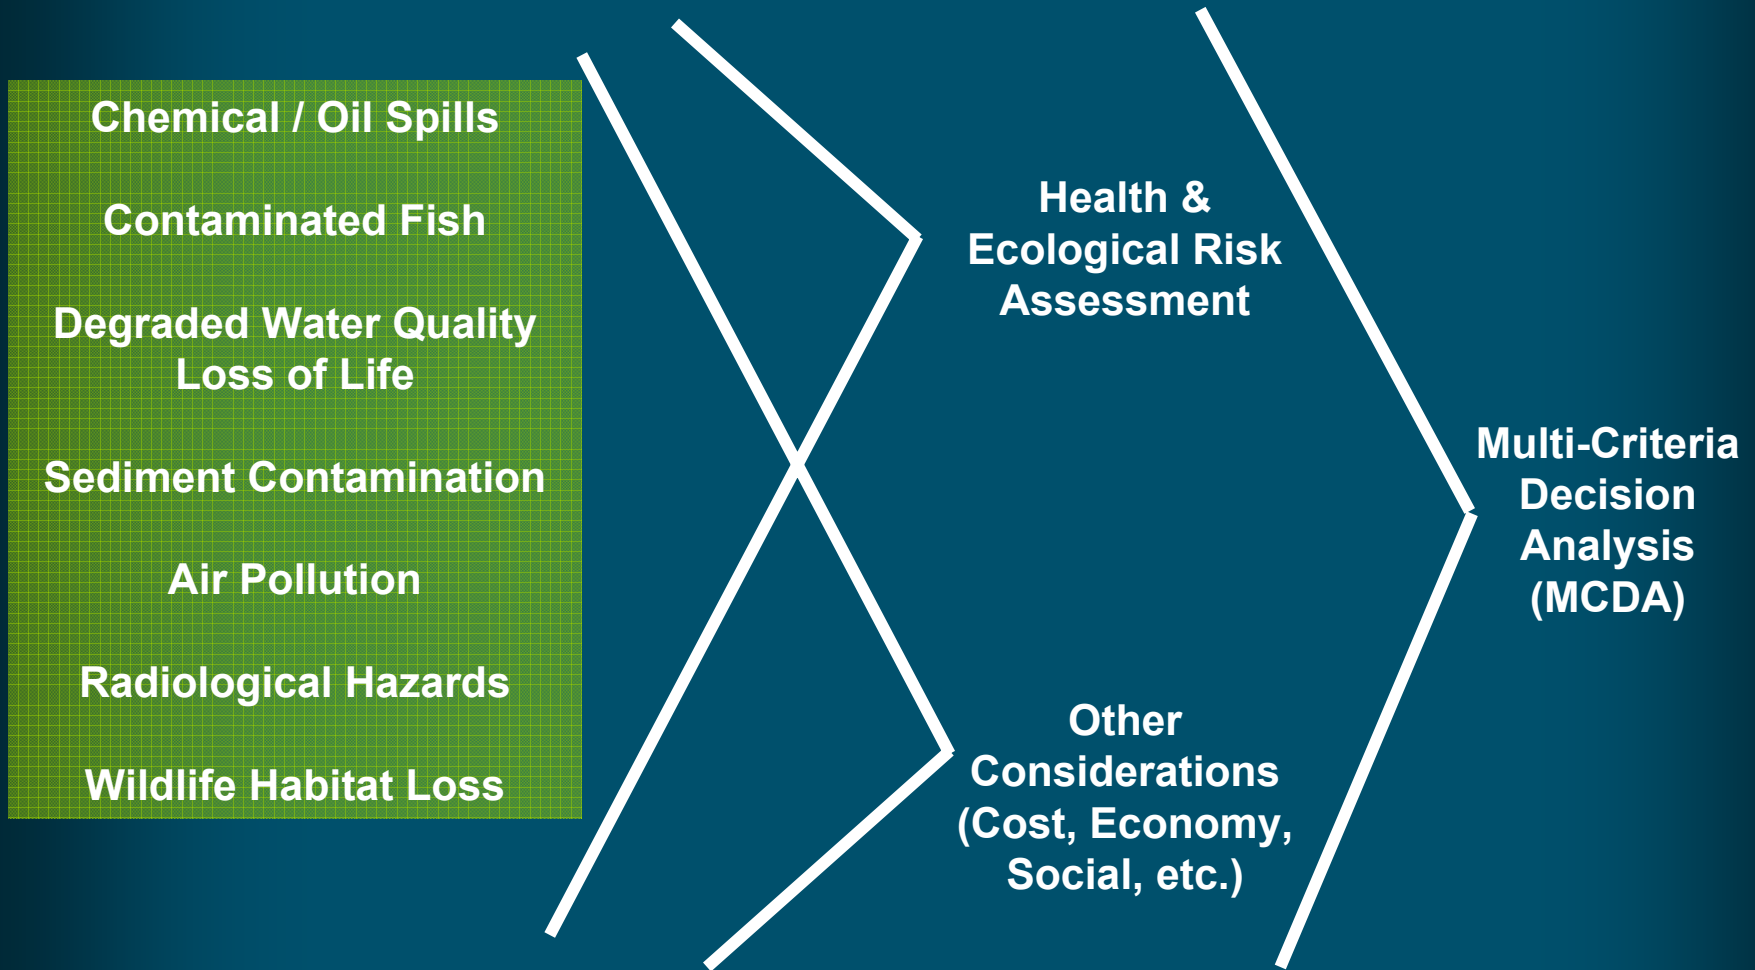 Chemical / Oil Spills
Contaminated Fish
Degraded Water Quality
Loss of Life
Sediment Contamination
Air Pollution
Radiological Hazards
Wildlife Habitat Loss
Health &
Ecological Risk
Assessment
Other
Considerations
(Cost, Economy,
Social, etc.)
Multi-Criteria
Decision
Analysis
(MCDA)